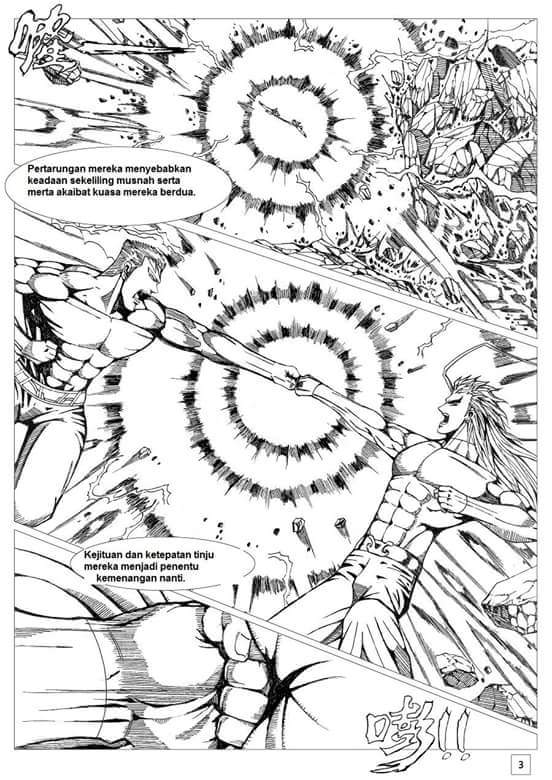 Pertarungan mereka menyebabkan
keadaan sekeliling musnah serta
merta akaibat kuasa mereka berdua.
Kejituan dan ketepatan tinju
mereka menjadi penentu
kemenangan nanti.
嘭!!
3